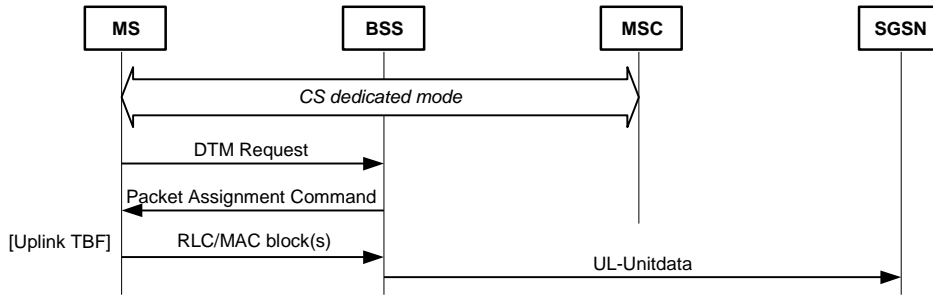 MS BSS MSC SGSN
CS dedicated mode
DTM Request
Packet Assignment Command
[Uplink TBF] RLC/MAC block(s)
UL-Unitdata